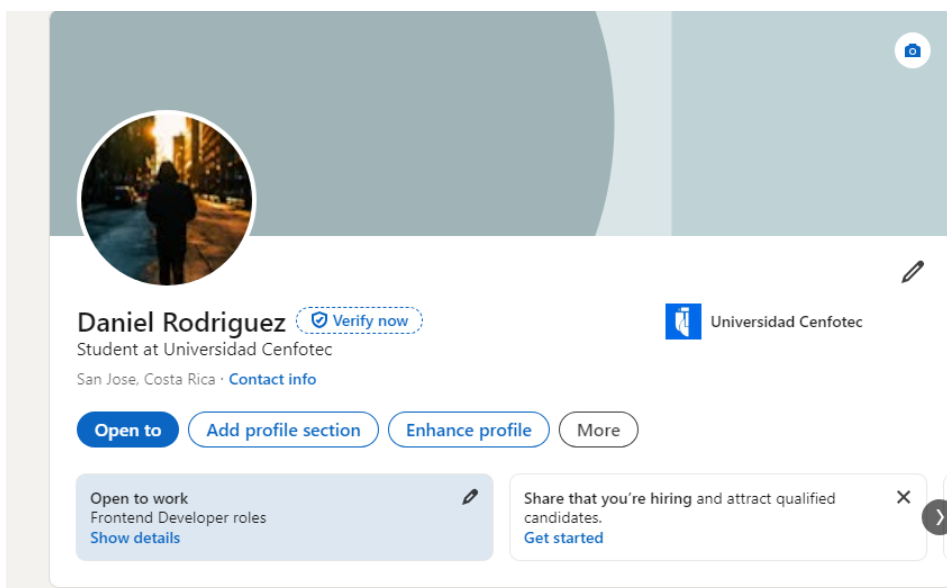 Daniel Rodriguez Verify now
Student at Universidad Cenfotec
San Jose, Costa Rica · Contact info
Universidad Cenfotec
Open to
Add profile section
Enhance profile
More
Open to work
Frontend Developer roles
Show details
Share that you're hiring and attract qualified
candidates.
Get started